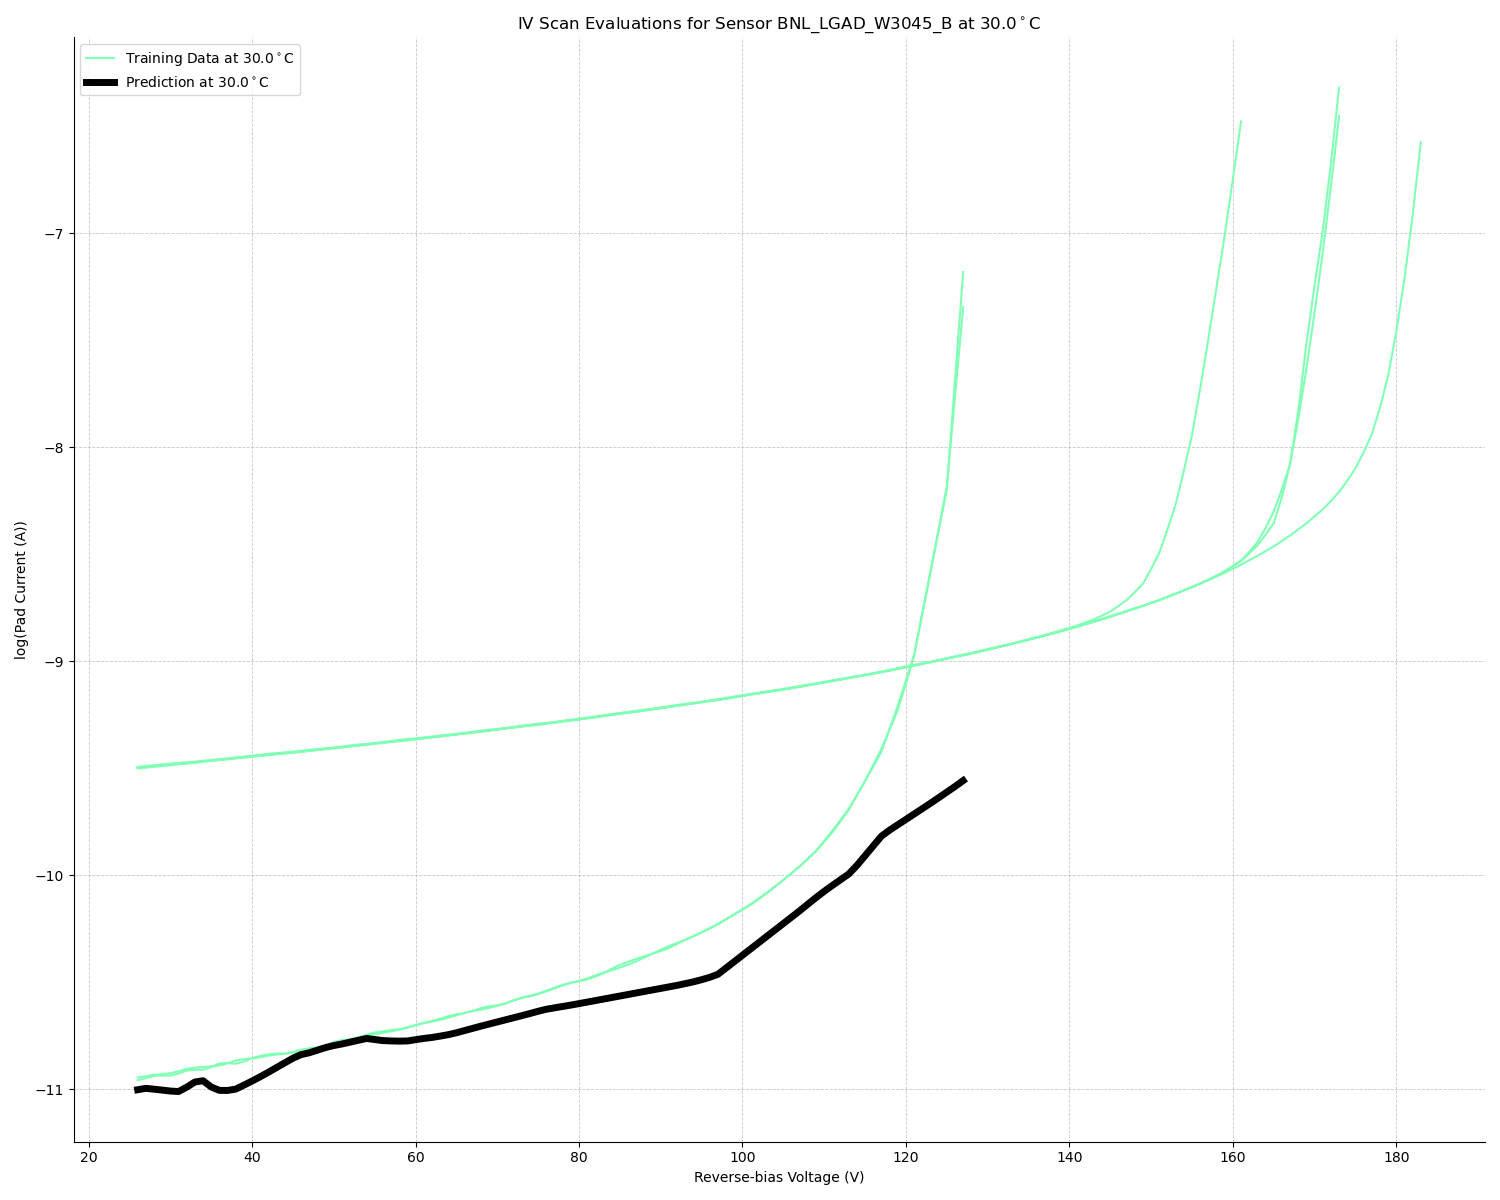 IV Scan Evaluations for Sensor BNL_LGAD_W3045_B at 30.0°C
Training Data at 30.0°C
Prediction at 30.0°C
log(Pad Current (A))
−7
−8
−9
−10
−11
20 40 60 80 100 120 140 160 180
Reverse-bias Voltage (V)